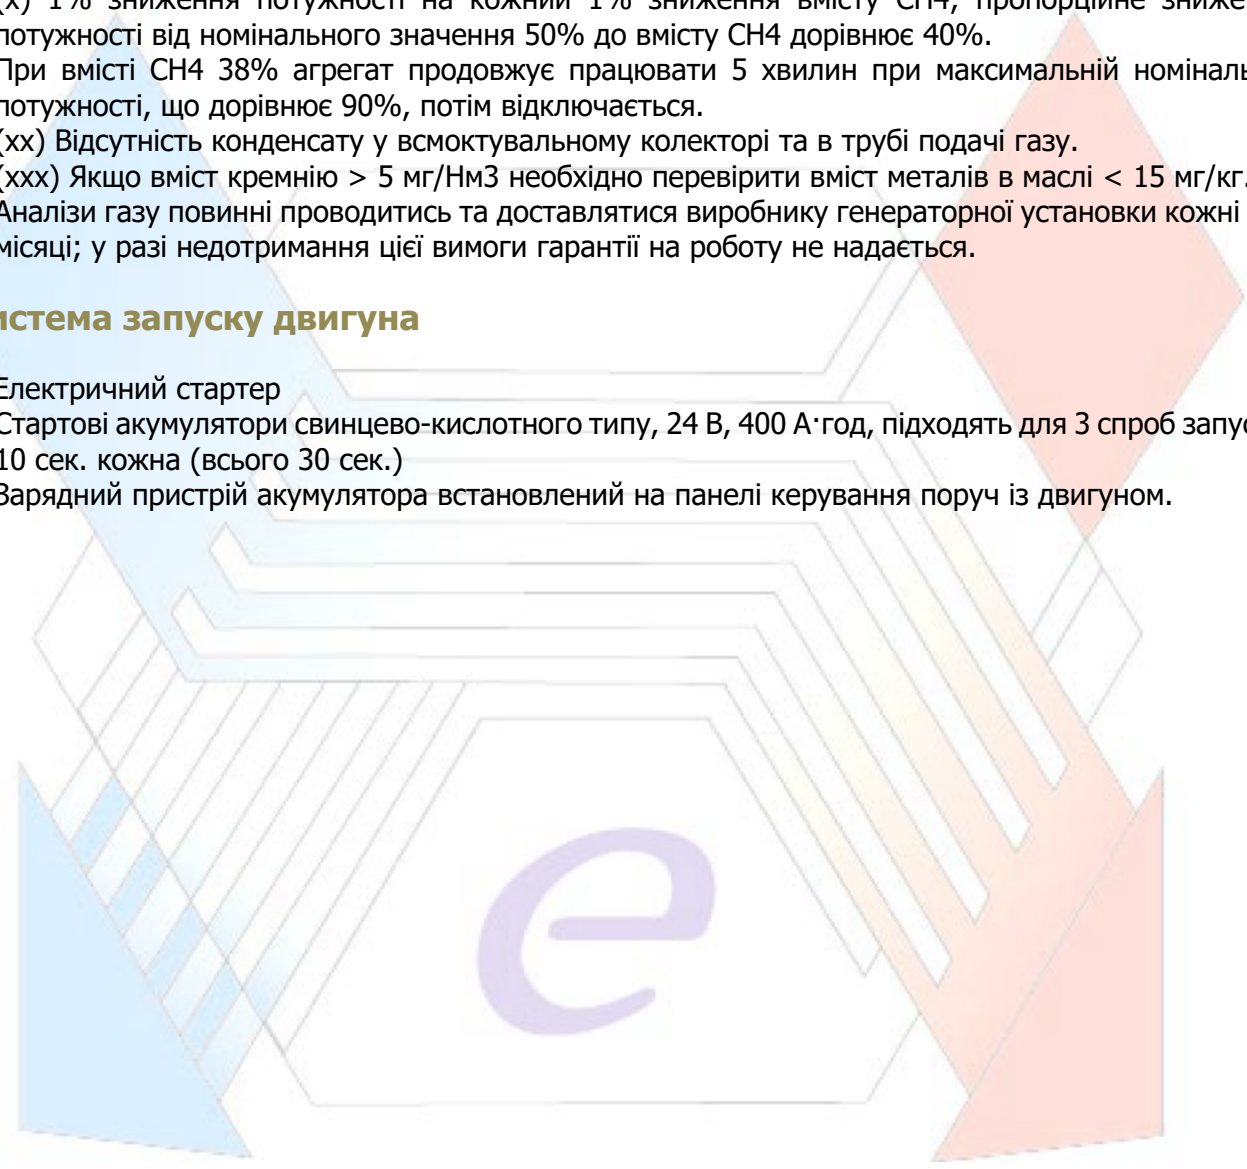 (х) 1% зниження потужності на кожний 1% зниження вмісту CH4, пропорційне зниже
потужності від номінального значення 50% до вмісту CH4 дорівнює 40%.
При вмісті CH4 38% агрегат продовжує працювати 5 хвилин при максимальній номіналь
потужності, що дорівнює 90%, потім відключається.
(хх) Відсутність конденсату у всмоктувальному колекторі та в трубі подачі газу.
(ххх) Якщо вміст кремнію > 5 мг/Нм3 необхідно перевірити вміст металів в маслі < 15 мг/кг.
Аналізи газу повинні проводитись та доставлятися виробнику генераторної установки кожні
місяці; у разі недотримання цієї вимоги гарантії на роботу не надається.
истема запуску двигуна
Електричний стартер
Стартові акумулятори свинцево-кислотного типу, 24 В, 400 А·год, підходять для 3 спроб запус
10 сек. кожна (всього 30 сек.)
Зарядний пристрій акумулятора встановлений на панелі керування поруч із двигуном.
e